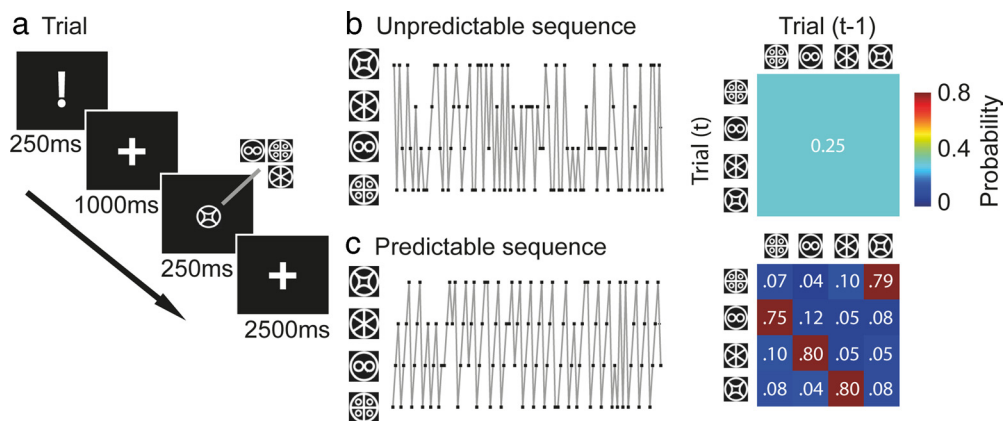 a Trial
!
250ms
+
1000ms
250ms
+
2500ms
b Unpredictable sequence
Trial (t-1)
Trial (t)
0.25
0.8
0.4
0
Probability
c Predictable sequence
.07 .04 .10 .79
.75 .12 .05 .08
.10 .80 .05 .05
.08 .04 .80 .08